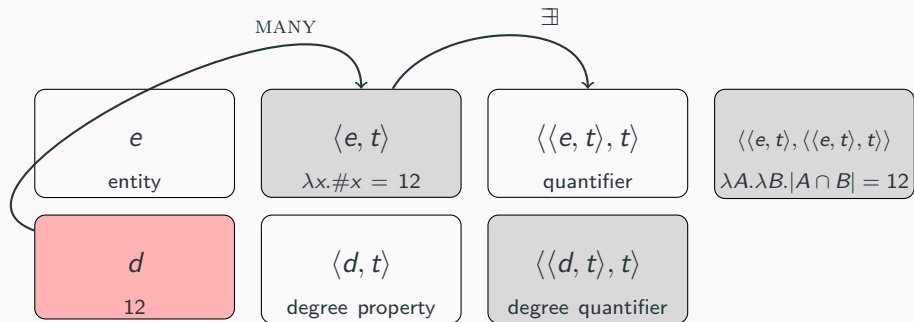 MANY
∃
e
entity
⟨e, t⟩
λx.#x = 12
⟨⟨e, t⟩, t⟩
quantifier
⟨⟨e, t⟩, ⟨⟨e, t⟩, t⟩⟩
λA.λB.|A ∩ B| = 12
d
12
⟨d, t⟩
degree property
⟨⟨d, t⟩, t⟩
degree quantifier